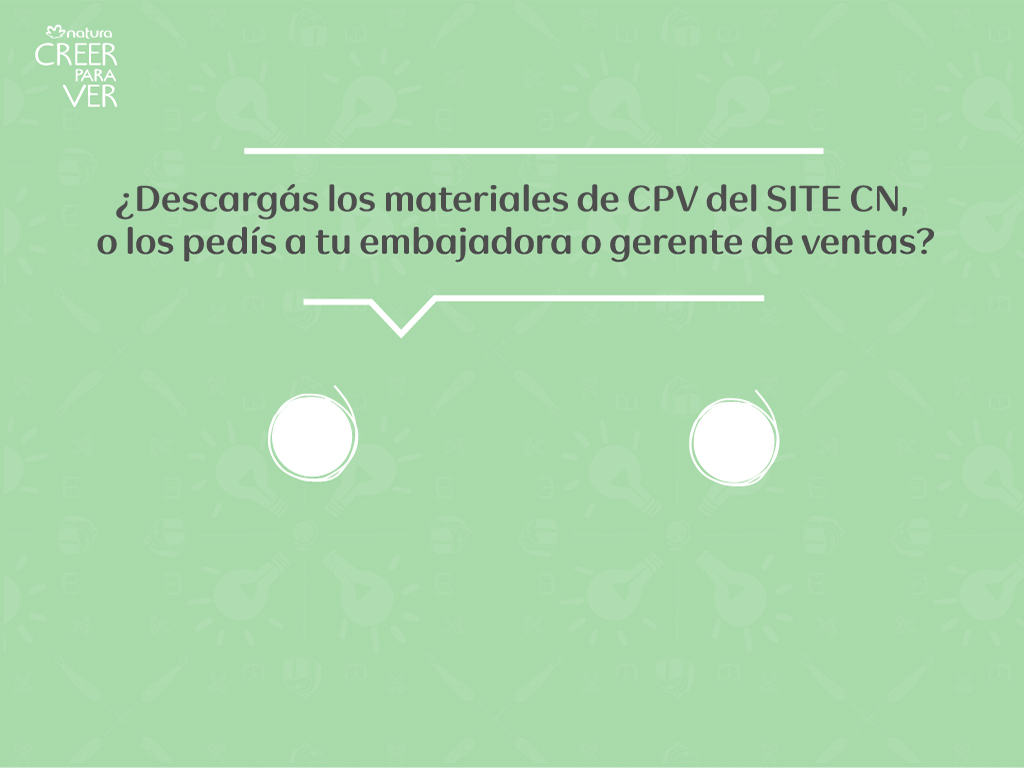 natura
CREER
PARA
VER
¿Descargás los materiales de CPV del SITE CN,
o los pedís a tu embajadora o gerente de ventas?